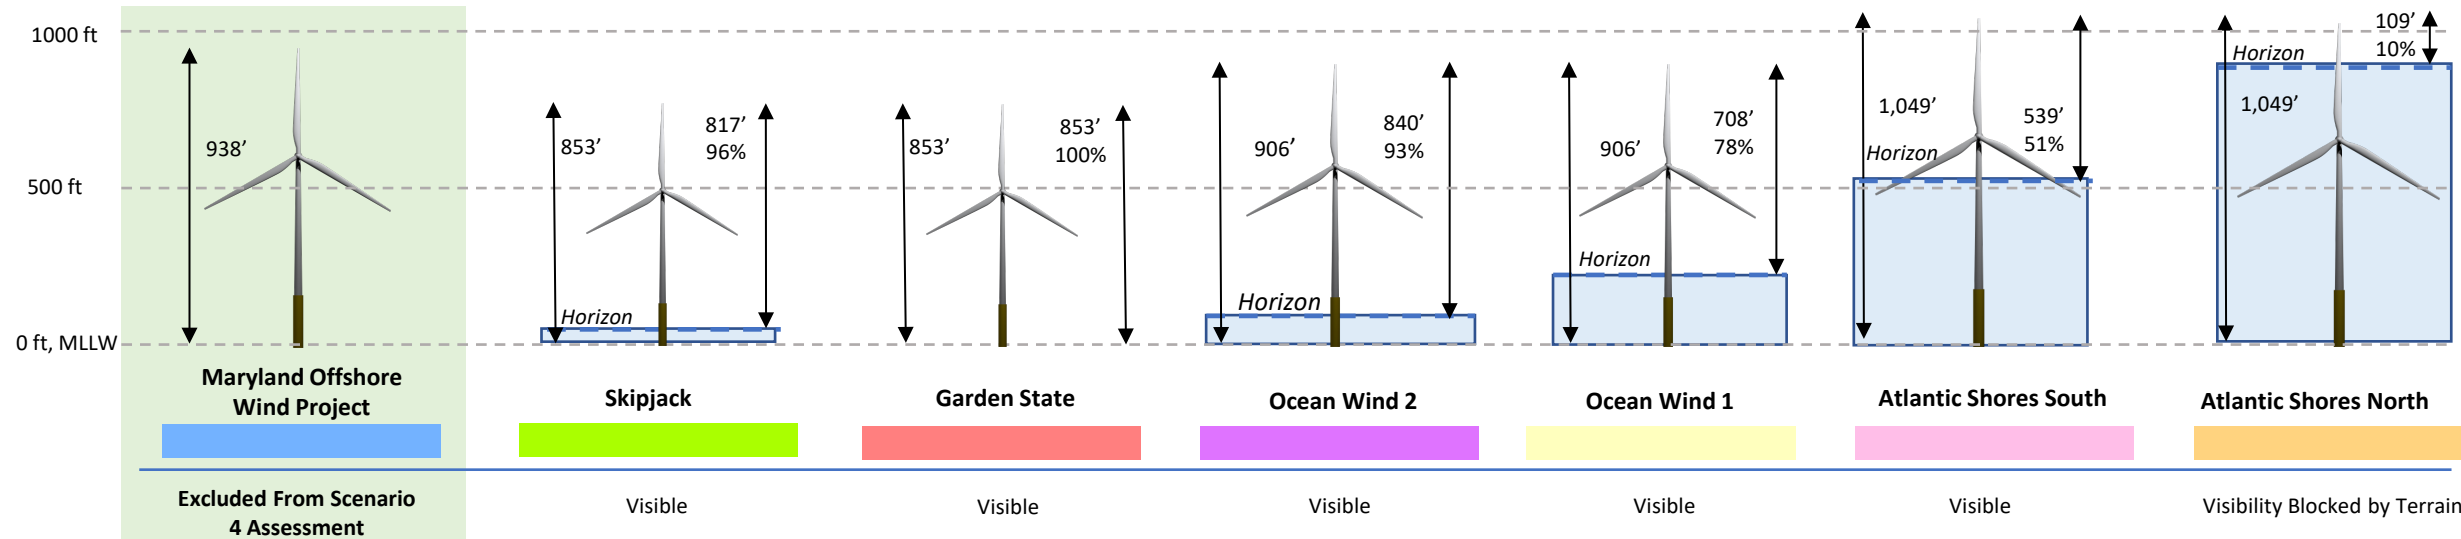 1000 ft
500 ft
0 ft, MLLW
938’
Maryland Offshore
Wind Project
Excluded From Scenario
4 Assessment
853’
817’
96%
Horizon
Skipjack
Visible
853’
853’
100%
Garden State
Visible
906’
840’
93%
Horizon
Ocean Wind 2
Visible
906’
708’
78%
Horizon
Ocean Wind 1
Visible
1,049’
539’
51%
Horizon
Atlantic Shores South
Visible
109’
10%
Horizon
1,049’
Atlantic Shores North
Visibility Blocked by Terrain